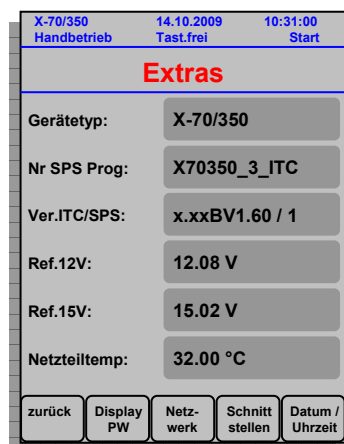 X-70/350 14.10.2009 10:31:00
Handbetrieb Tast.frei Start
Extras
Gerätetyp: X-70/350
Nr SPS Prog: X70350_3_ITC
Ver.ITC/SPS: x.xxBV1.60 / 1
Ref.12V: 12.08 V
Ref.15V: 15.02 V
Netzteiltemp: 32.00 °C
zurück Display Netz- Schnitt Datum /
PW werk stellen Uhrzeit